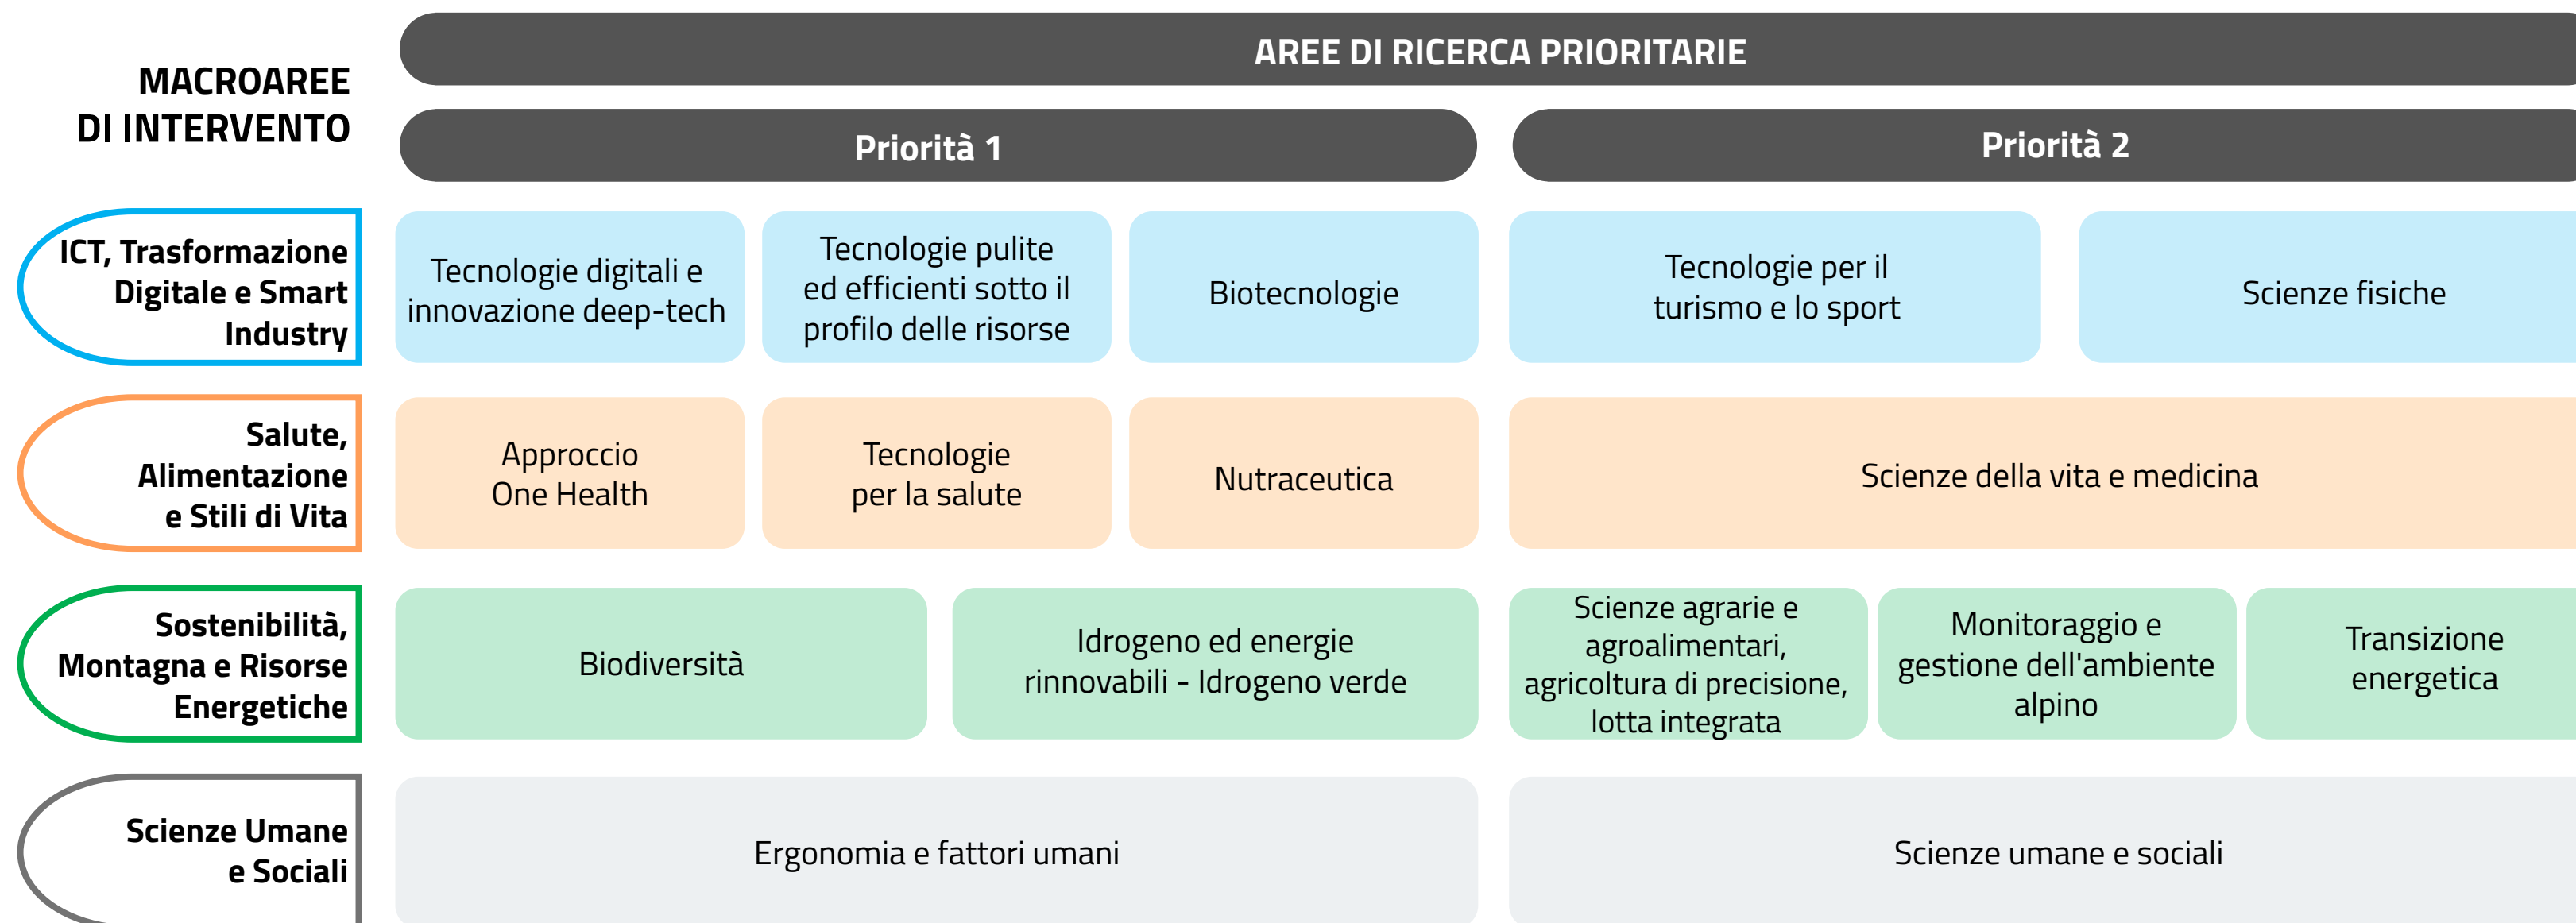 MACROAREE
DI INTERVENTO
AREE DI RICERCA PRIORITARIE
Priorità 1
Priorità 2
ICT, Trasformazione
Digitale e Smart
Industry
Tecnologie digitali e
innovazione deep-tech
Tecnologie pulite
ed efficienti sotto il
profilo delle risorse
Biotecnologie
Tecnologie per il
turismo e lo sport
Scienze fisiche
Salute,
Alimentazione
e Stili di Vita
Approccio
One Health
Tecnologie
per la salute
Nutraceutica
Scienze della vita e medicina
Sostenibilità,
Montagna e Risorse
Energetiche
Biodiversità
Idrogeno ed energie
rinnovabili - Idrogeno verde
Scienze agrarie e
agroalimentari,
agricoltura di precisione,
lotta integrata
Monitoraggio e
gestione dell'ambiente
alpino
Transizione
energetica
Scienze Umane
e Sociali
Ergonomia e fattori umani
Scienze umane e sociali